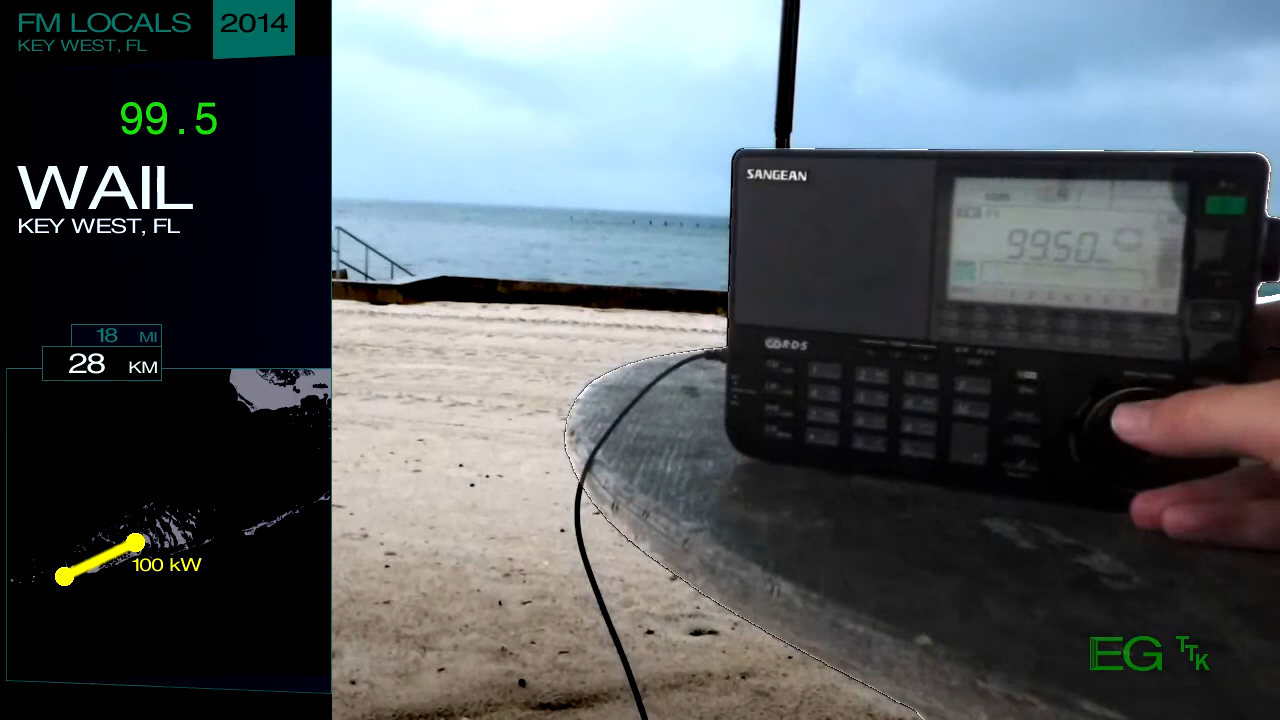 FM LOCALS
KEY WEST, FL
2014
99.5
WAIL
KEY WEST, FL
18 MI
28 KM
100 kW
SANGEAN
99.50
RDS
EG TTK